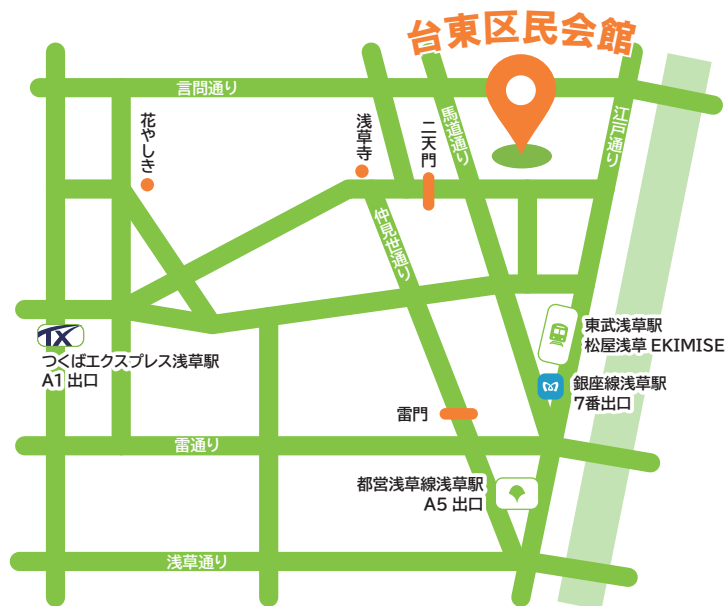 台東区民会館
言問通り
花やしき
浅草寺
二天門
馬道通り
江戸通り
仲見世通り
TX
つくばエクスプレス浅草駅
A1 出口
東武浅草駅
松屋浅草 EKIMISE
銀座線浅草駅
7番出口
雷門
雷通り
都営浅草線浅草駅
A5 出口
浅草通り